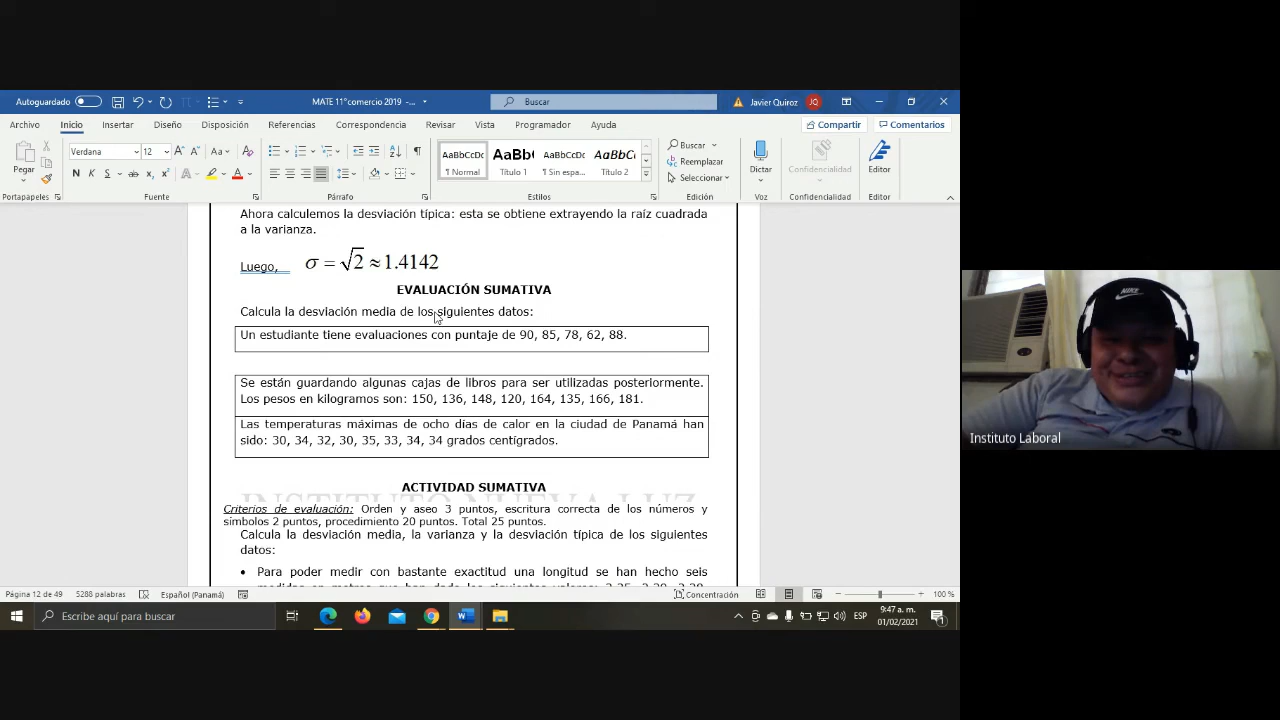 Autoguardado
MATE 11°comercio 2019 -...
Buscar
Javier Quiroz
JQ
Archivo Inicio Insertar Diseño Disposición Referencias Correspondencia Revisar Vista Programador Ayuda
Compartir Comentarios
Verdana 12
Pegar
N K S
AaBbCcDc AaBb( AaBbCcDc AaBbC(
¶ Normal Título 1 ¶ Sin espa... Título 2
Buscar
Reemplazar
Seleccionar
Dictar
Confidencialidad
Editor
Portapapeles Fuente Párrafo Estilos Edición Voz Confidencialidad Editor
Ahora calculemos la desviación típica: esta se obtiene extrayendo la raíz cuadrada
a la varianza.
Luego, σ = √2 ≈ 1.4142
EVALUACIÓN SUMATIVA
Calcula la desviación media de los siguientes datos:
Un estudiante tiene evaluaciones con puntaje de 90, 85, 78, 62, 88.
Se están guardando algunas cajas de libros para ser utilizadas posteriormente.
Los pesos en kilogramos son: 150, 136, 148, 120, 164, 135, 166, 181.
Las temperaturas máximas de ocho días de calor en la ciudad de Panamá han
sido: 30, 34, 32, 30, 35, 33, 34, 34 grados centígrados.
ACTIVIDAD SUMATIVA
INSTITUTO NUEVA LUZ
Criterios de evaluación: Orden y aseo 3 puntos, escritura correcta de los números y
símbolos 2 puntos, procedimiento 20 puntos. Total 25 puntos.
Calcula la desviación media, la varianza y la desviación típica de los siguientes
datos:
• Para poder medir con bastante exactitud una longitud se han hecho seis
Página 12 de 49 5288 palabras Español (Panamá) Concentración 100 %
Escribe aquí para buscar
ESP
9:47 a. m.
01/02/2021
NIKE
Instituto Laboral